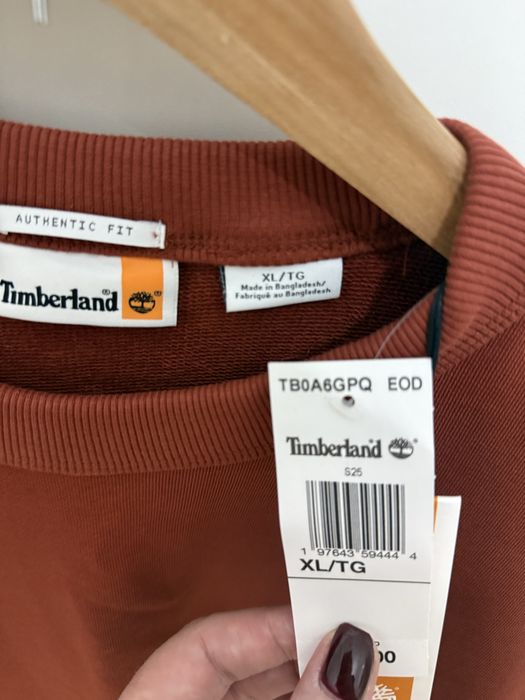 AUTHENTIC FIT
Timberland®
XL/TG
Made in Bangladesh/
Fabriqué au Bangladesh
TB0A6GPQ EOD
Timberland
S25
1 97643 59444 4
XL/TG
00